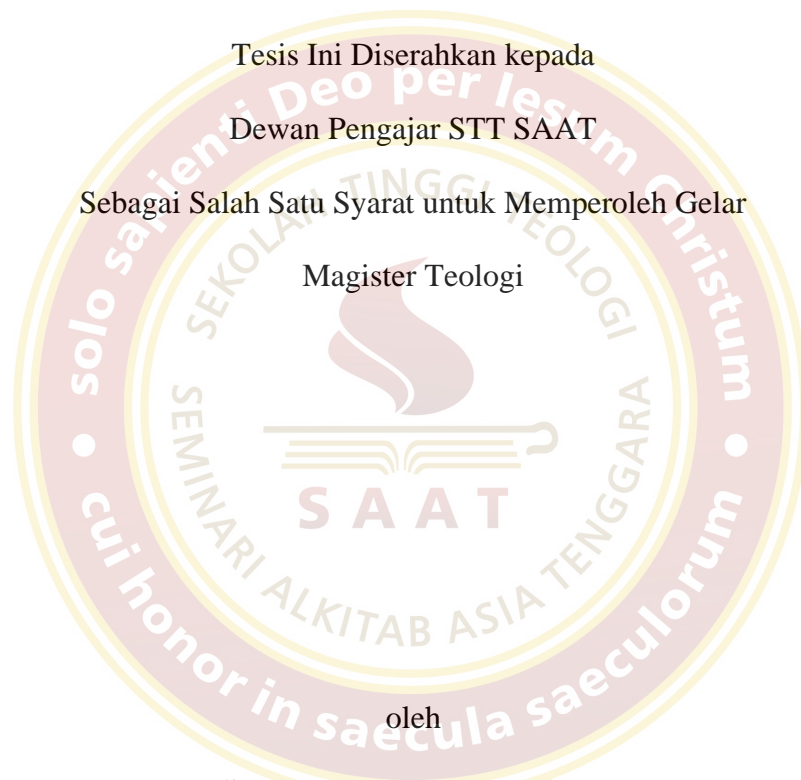 Tesis Ini Diserahkan kepada
Dewan Pengajar STT SAAT
Sebagai Salah Satu Syarat untuk Memperoleh Gelar
Magister Teologi
solo sapienti Deo per Iesum Christum
SEKOLAH TINGGI TEOLOGI
SEMINARI ALKITAB ASIA TENGGARA
SAAT
cui honor in saecula saeculorum
oleh